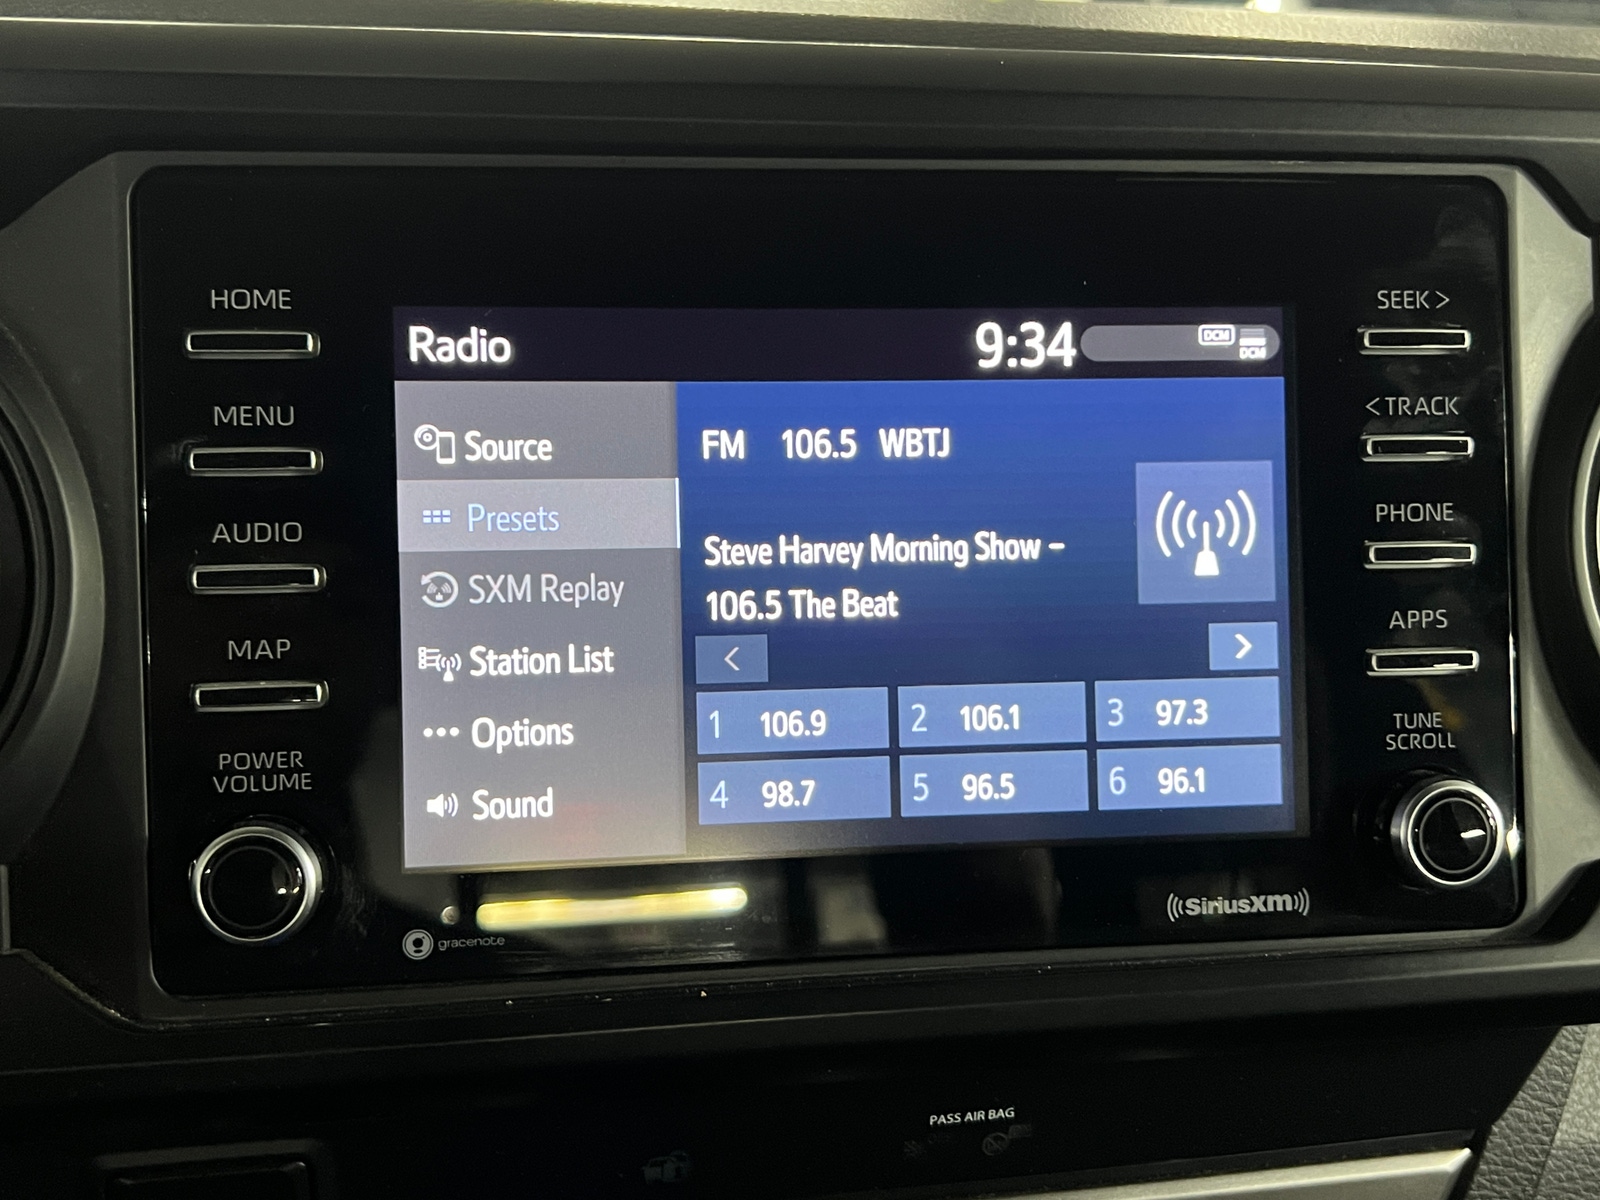 HOME
MENU
AUDIO
MAP
POWER
VOLUME
Radio
9:34
DCM
DCM
Source
Presets
SXM Replay
Station List
Options
Sound
FM 106.5 WBTJ
Steve Harvey Morning Show –
106.5 The Beat
<
>
1 106.9
2 106.1
3 97.3
4 98.7
5 96.5
6 96.1
SEEK >
< TRACK
PHONE
APPS
TUNE
SCROLL
gracenote
((SiriusXM))
PASS AIR BAG